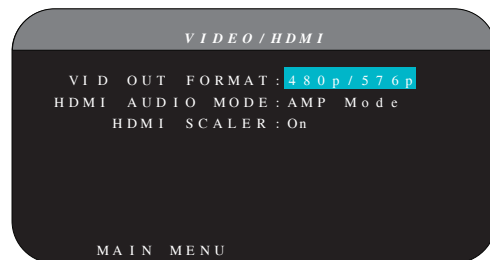 VIDEO/HDMI
VID OUT FORMAT:480p/576p
HDMI AUDIO MODE:AMP Mode
HDMI SCALER:On
MAIN MENU